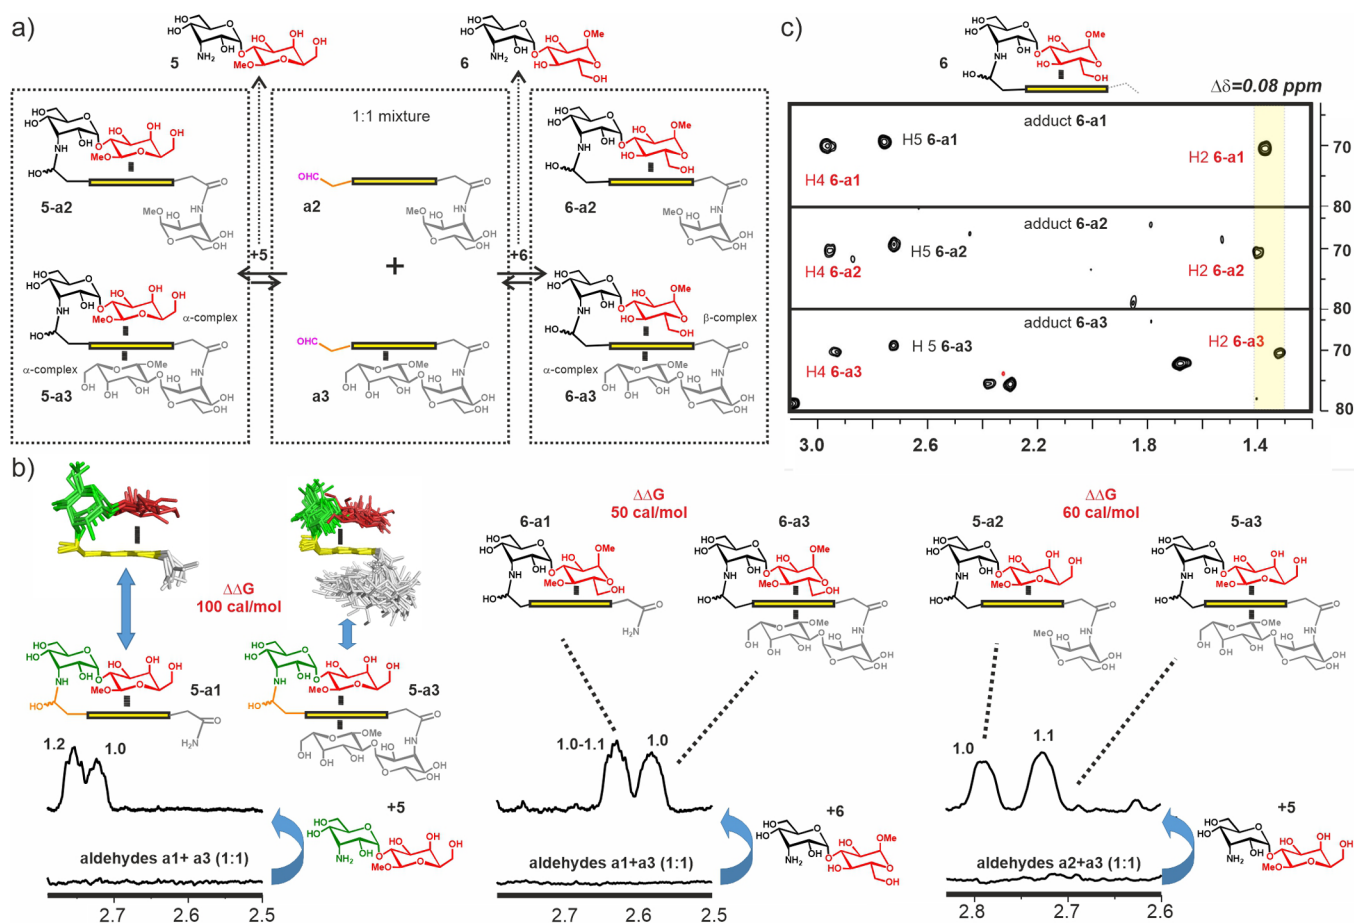 a)
5
6
1:1 mixture
5-a2
a2
6-a2
+5
+
+6
α-complex
α-complex
5-a3
a3
β-complex
α-complex
6-a3
OHC
OHC
c)
6
Δδ=0.08 ppm
adduct 6-a1
H5 6-a1
H4 6-a1
H2 6-a1
70
80
adduct 6-a2
H5 6-a2
H4 6-a2
H2 6-a2
70
80
adduct 6-a3
H 5 6-a3
H4 6-a3
H2 6-a3
70
80
3.0 2.6 2.2 1.8 1.4
b)
ΔΔG
100 cal/mol
5-a1
5-a3
1.2 1.0
+5
aldehydes a1+ a3 (1:1)
2.7 2.6 2.5
ΔΔG
50 cal/mol
6-a1
6-a3
1.0-1.1 1.0
+6
aldehydes a1+a3 (1:1)
2.7 2.6 2.5
ΔΔG
60 cal/mol
5-a2
5-a3
1.0 1.1
+5
aldehydes a2+a3 (1:1)
2.8 2.7 2.6